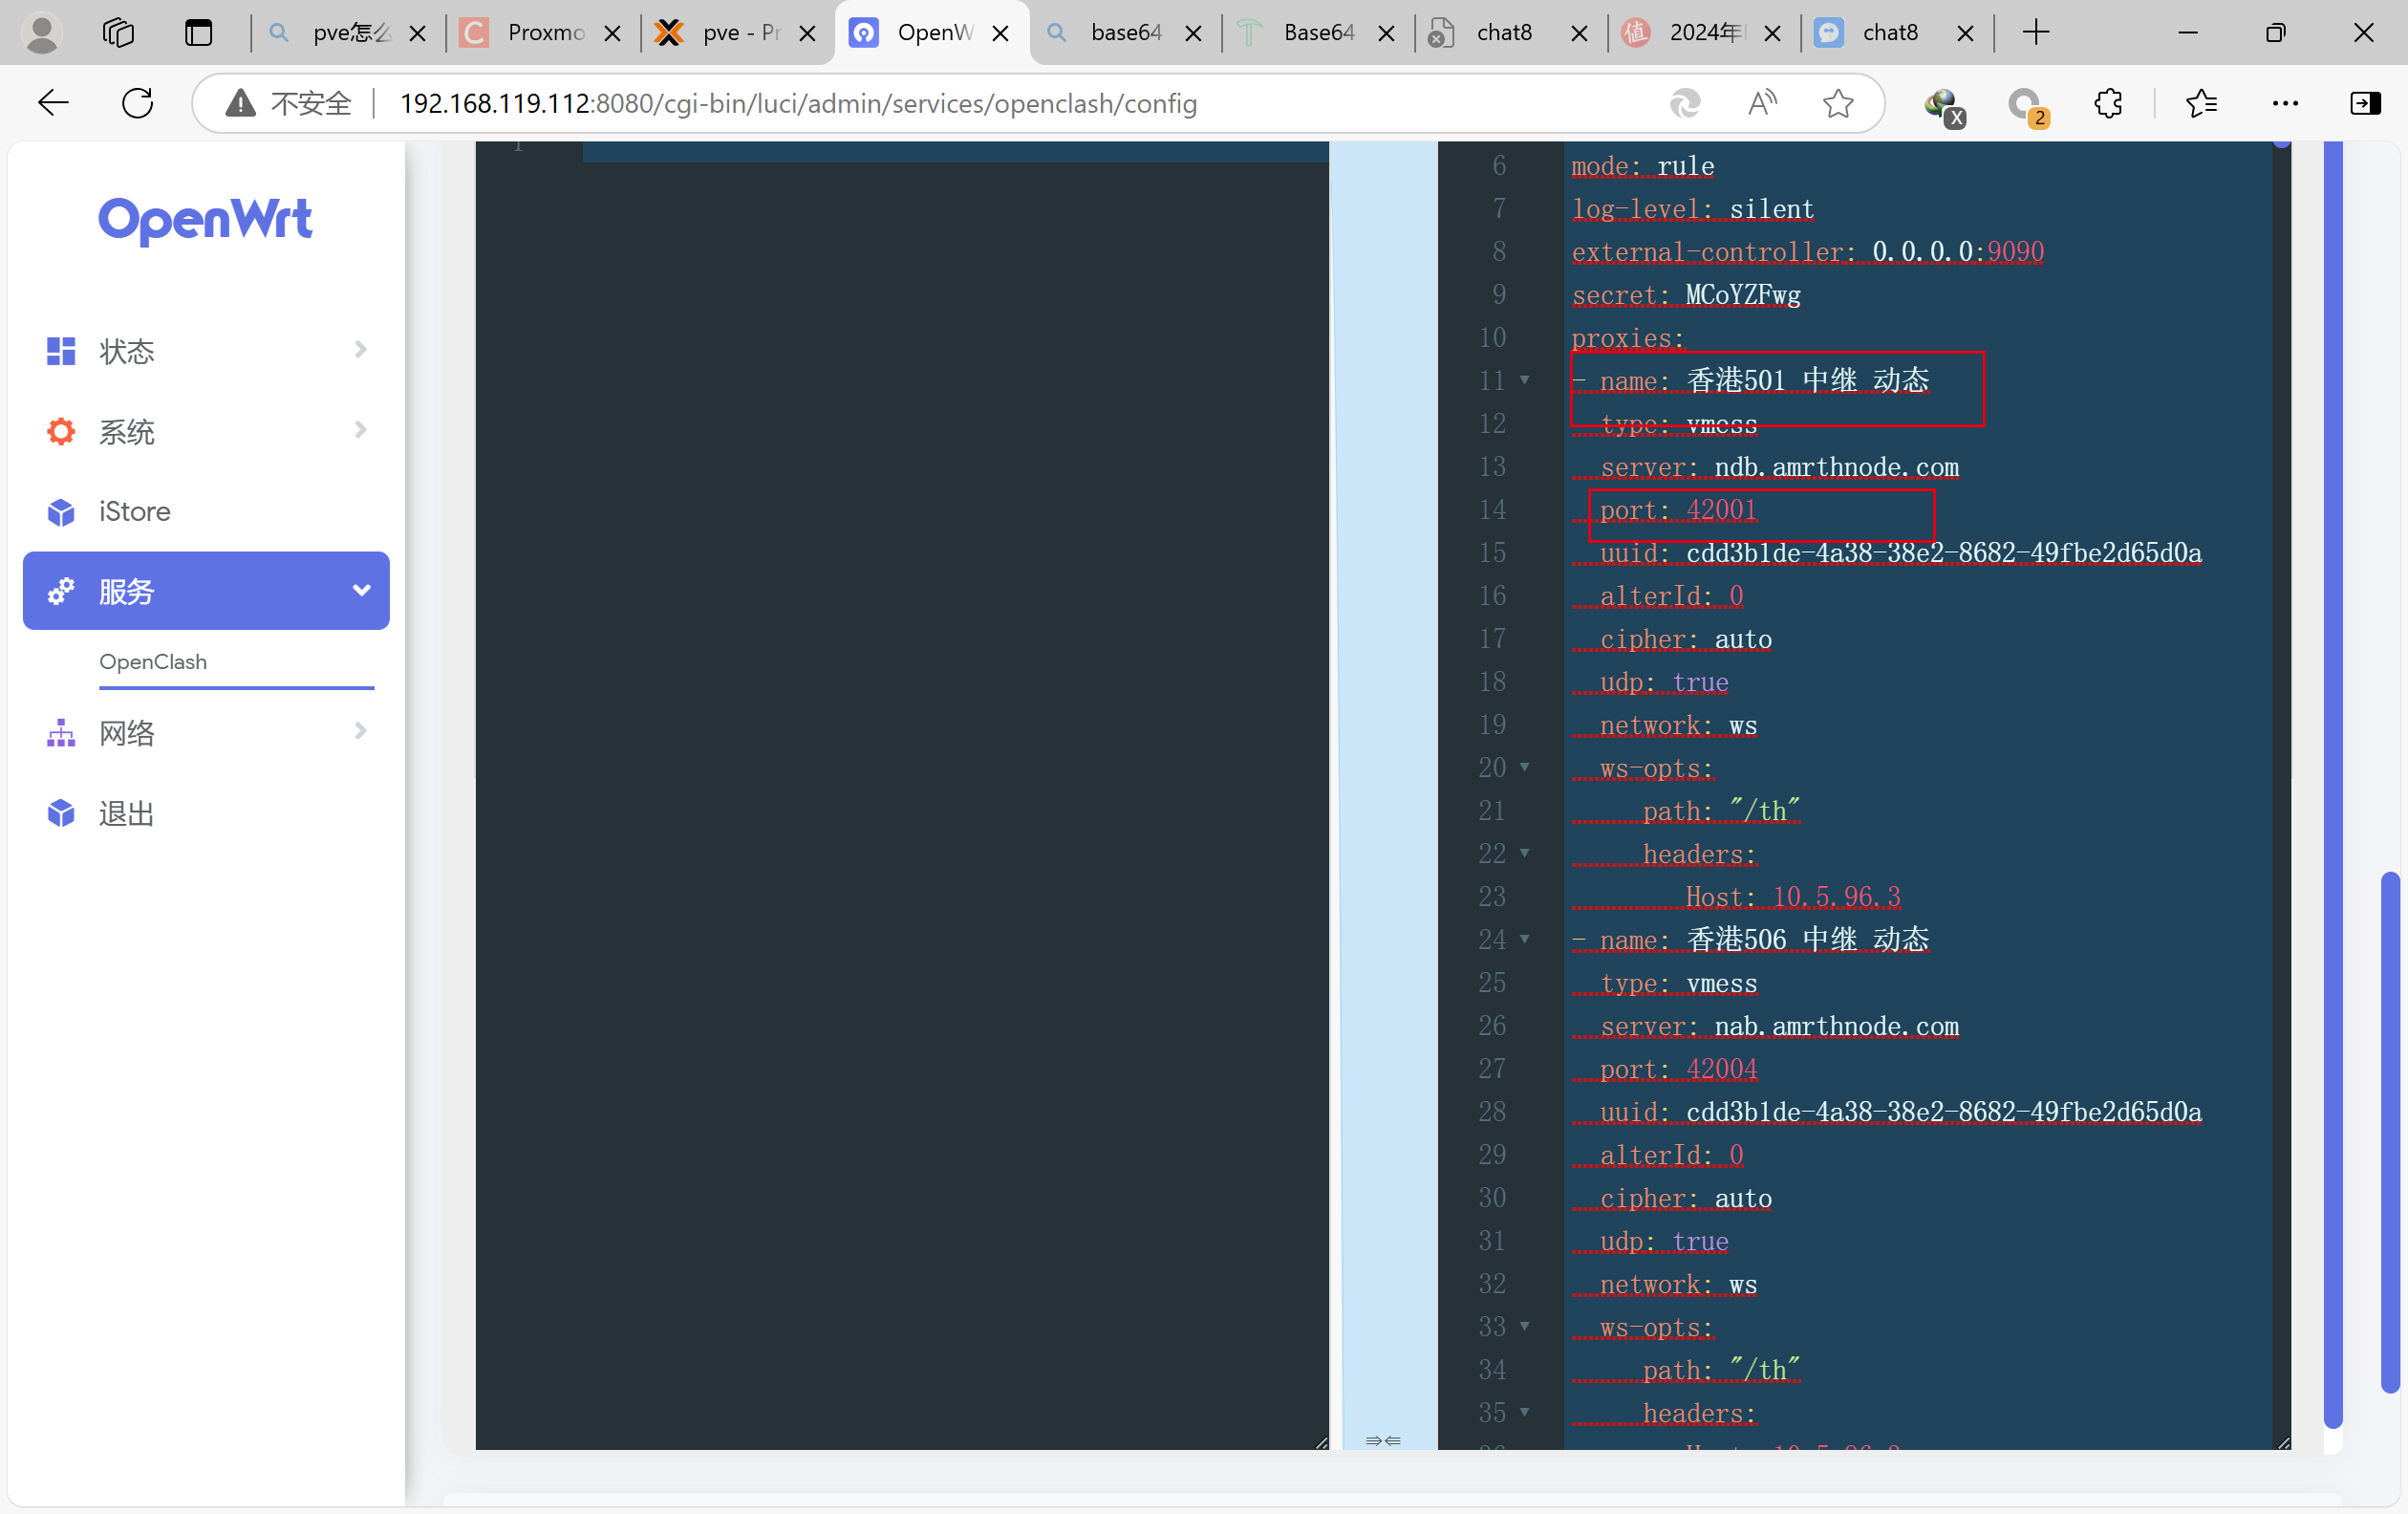 pve怎么
Proxmo
pve - Pr
OpenW
base64
Base64
chat8
2024年
chat8
不安全
192.168.119.112:8080/cgi-bin/luci/admin/services/openclash/config
X
2
OpenWrt
状态
系统
iStore
服务
OpenClash
网络
退出
1
6 mode: rule
7 log-level: silent
8 external-controller: 0.0.0.0:9090
9 secret: MCoYZFwg
10 proxies:
11 - name: 香港501 中继 动态
12 type: vmess
13 server: ndb.amrthnode.com
14 port: 42001
15 uuid: cdd3b1de-4a38-38e2-8682-49fbe2d65d0a
16 alterId: 0
17 cipher: auto
18 udp: true
19 network: ws
20 ws-opts:
21 path: "/th"
22 headers:
23 Host: 10.5.96.3
24 - name: 香港506 中继 动态
25 type: vmess
26 server: nab.amrthnode.com
27 port: 42004
28 uuid: cdd3b1de-4a38-38e2-8682-49fbe2d65d0a
29 alterId: 0
30 cipher: auto
31 udp: true
32 network: ws
33 ws-opts:
34 path: "/th"
35 headers: